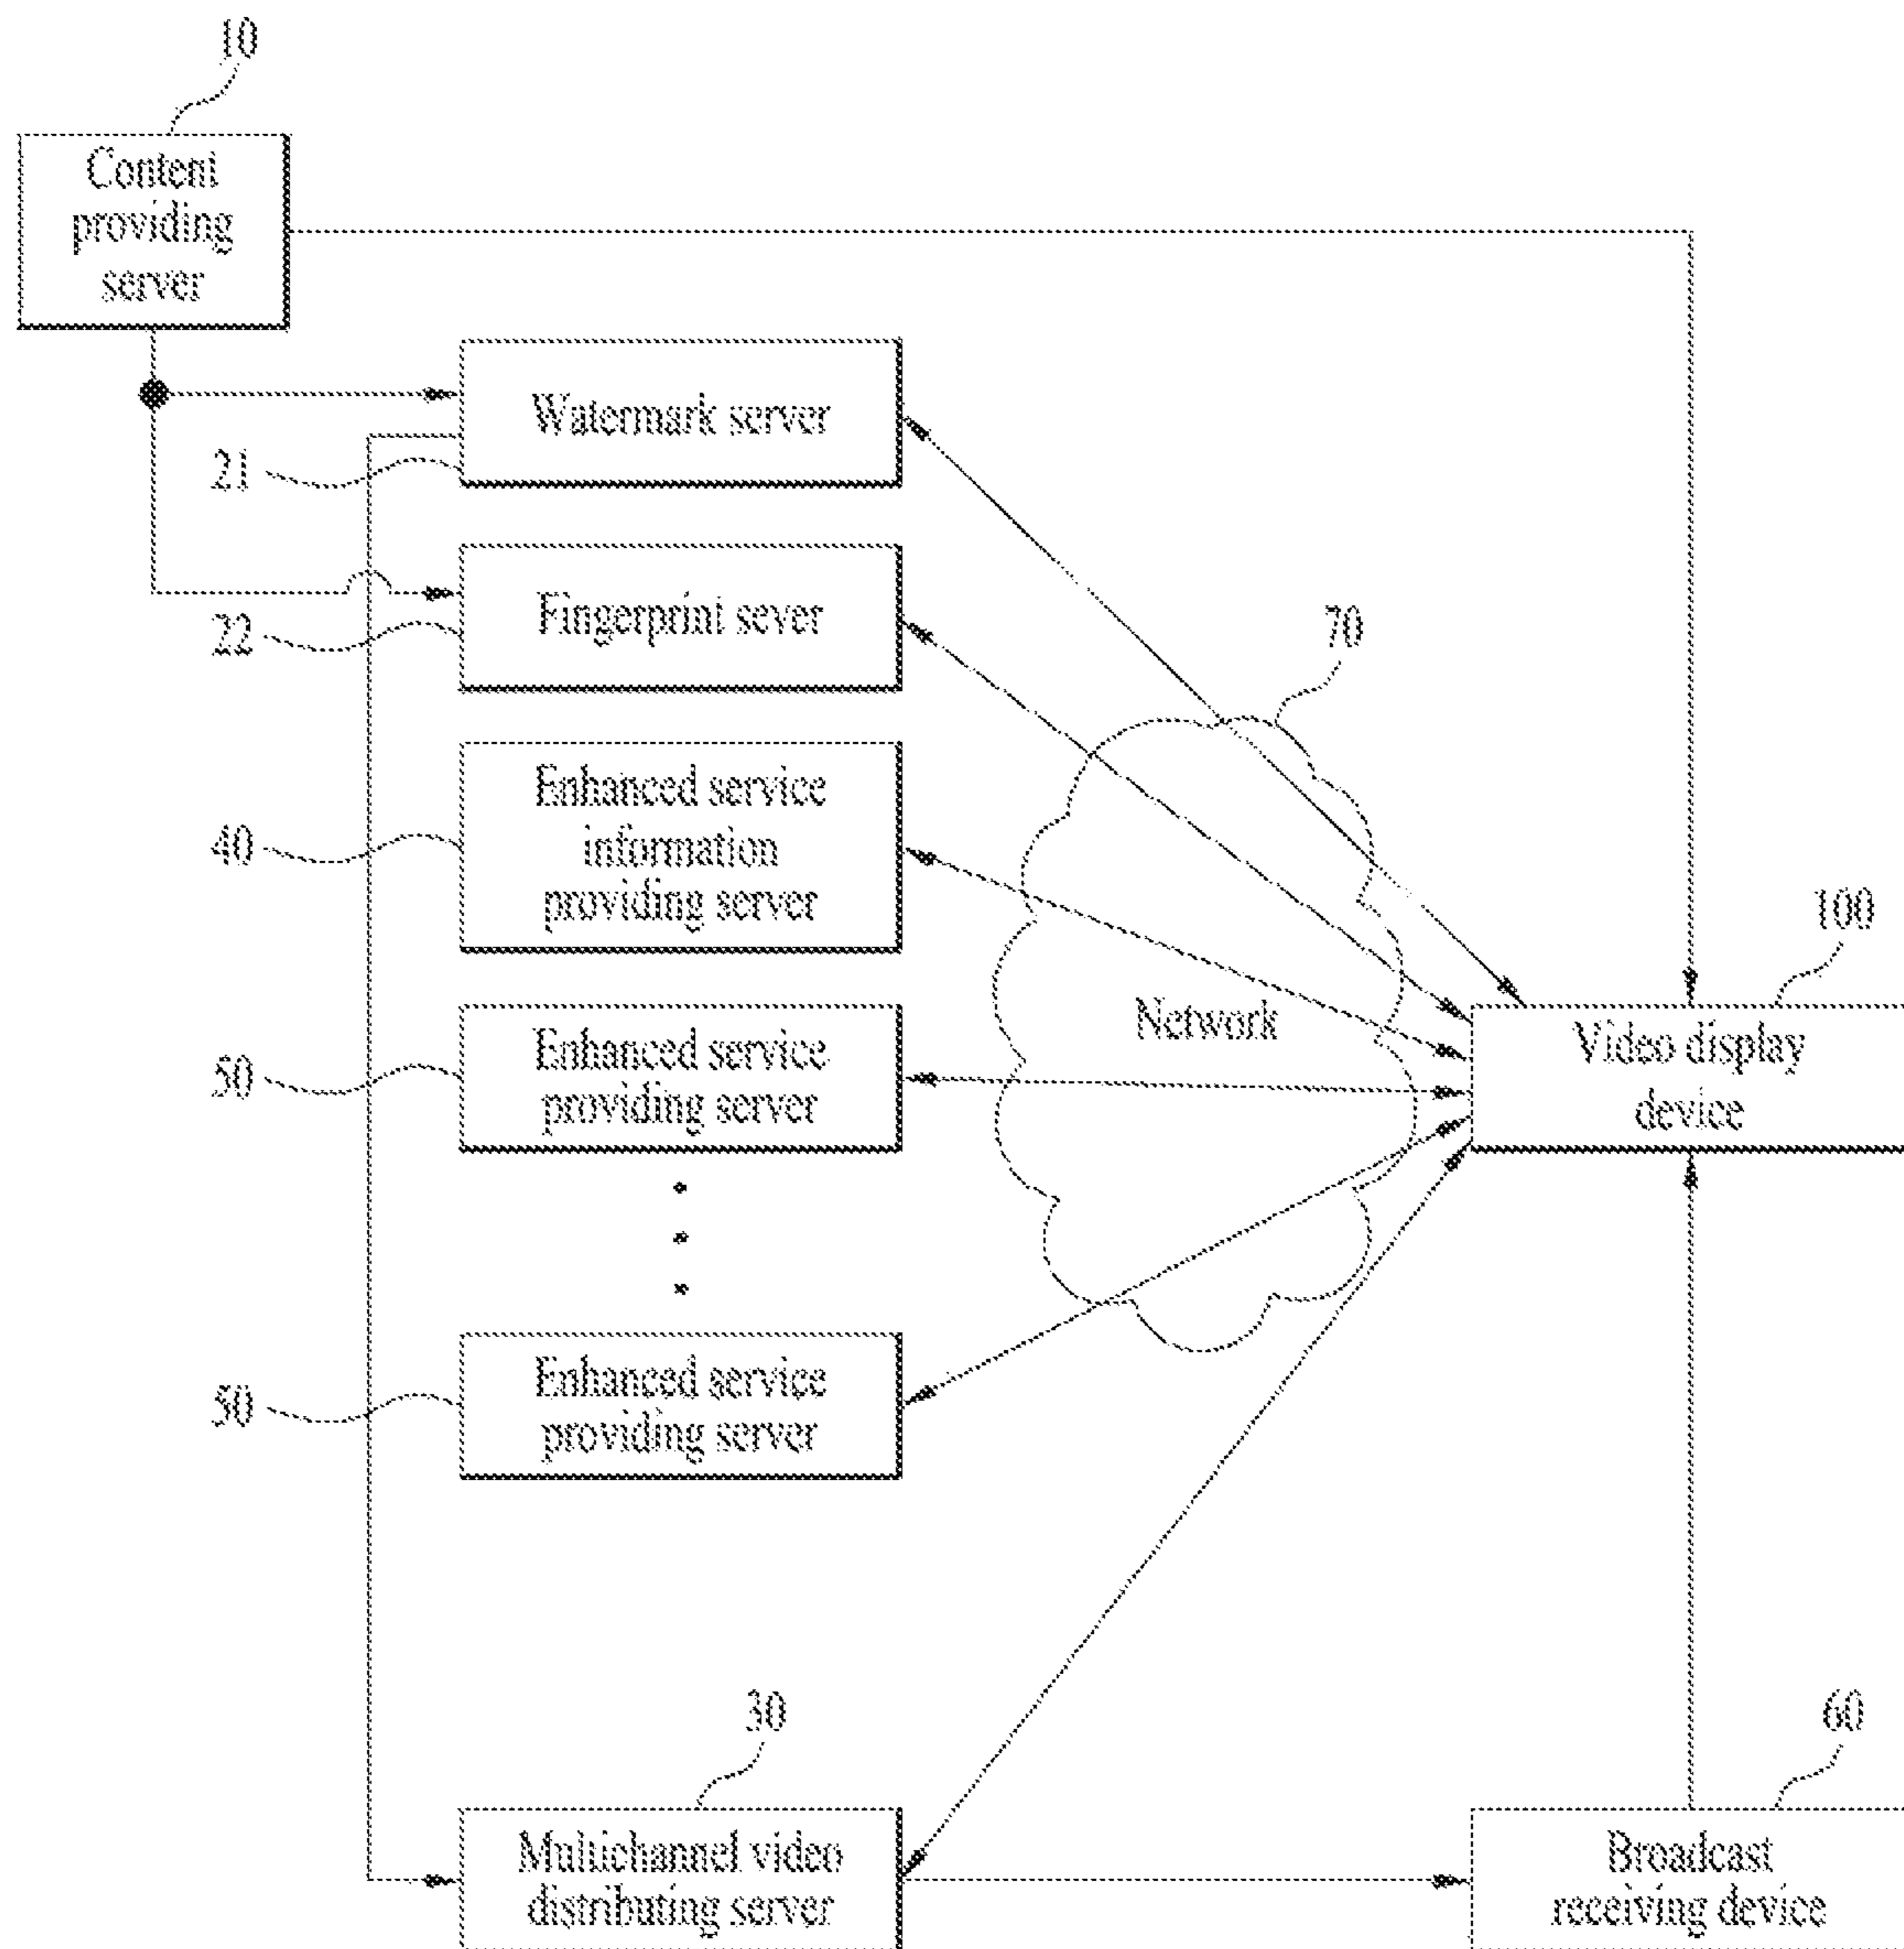 10
Content
providing
server
Watermark server
21
Fingerprint sever
22
70
Enhanced service
information
providing server
40
100
Network
Video display
device
Enhanced service
providing server
50
Enhanced service
providing server
50
30
60
Multichannel video
distributing server
Broadcast
receiving device